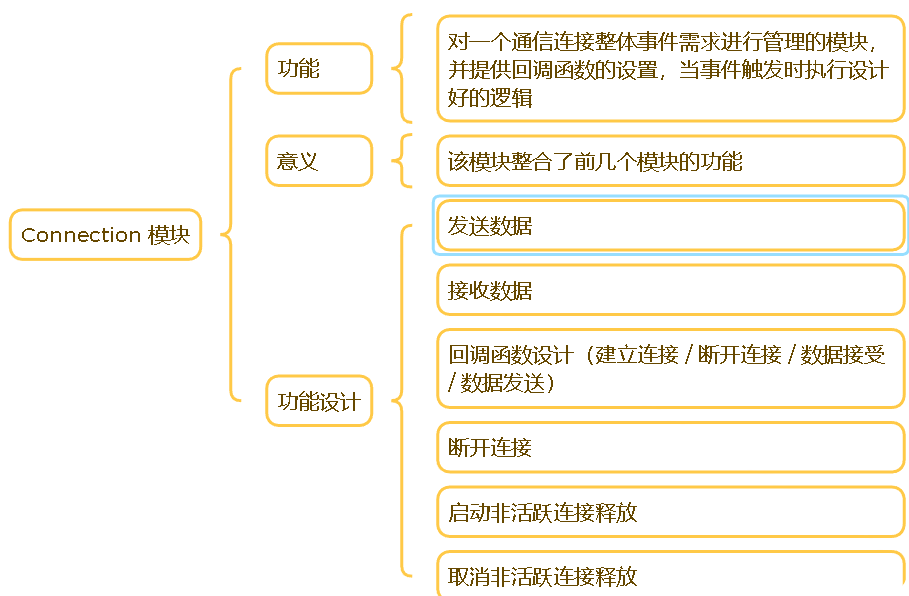 Connection 模块
功能
对一个通信连接整体事件需求进行管理的模块，
并提供回调函数的设置，当事件触发时执行设计
好的逻辑
意义
该模块整合了前几个模块的功能
功能设计
发送数据
接收数据
回调函数设计（建立连接 / 断开连接 / 数据接受
/ 数据发送）
断开连接
启动非活跃连接释放
取消非活跃连接释放